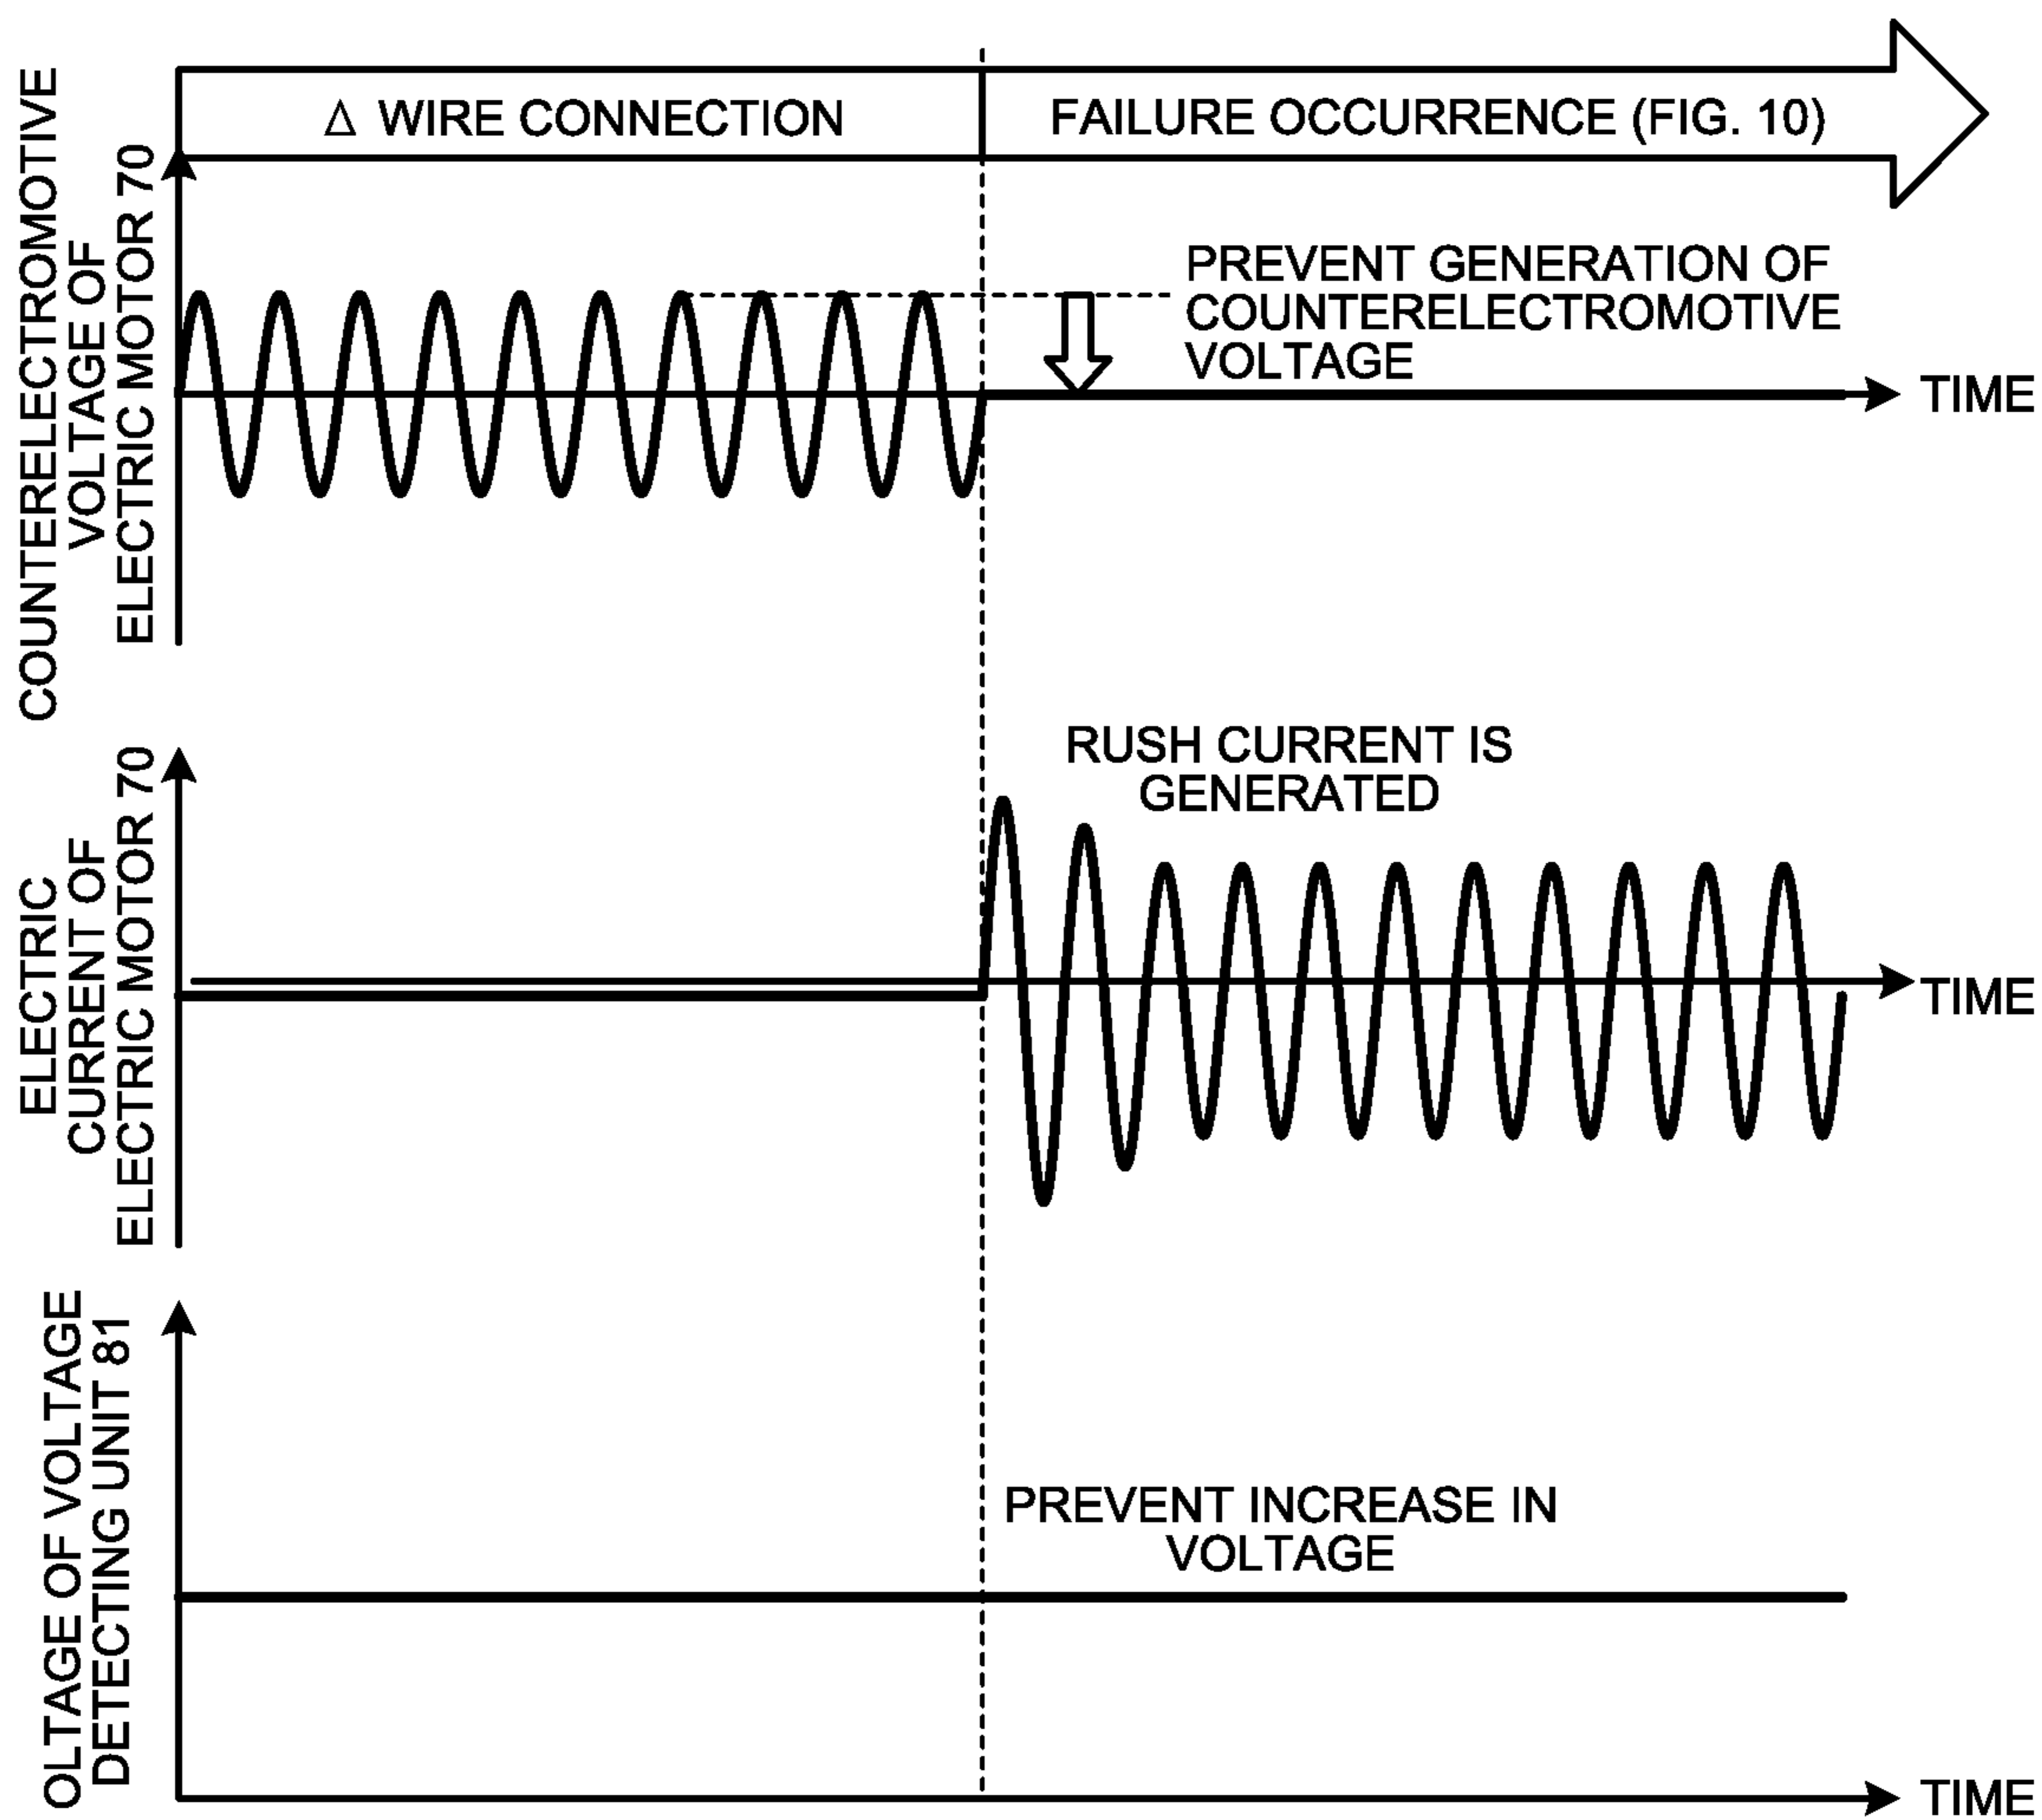 Δ WIRE CONNECTION
FAILURE OCCURRENCE (FIG. 10)
COUNTERELECTROMOTIVE
VOLTAGE OF
ELECTRIC MOTOR 70
PREVENT GENERATION OF
COUNTERELECTROMOTIVE
VOLTAGE
TIME
ELECTRIC
CURRENT OF
ELECTRIC MOTOR 70
RUSH CURRENT IS
GENERATED
TIME
OLTAGE OF VOLTAGE
DETECTING UNIT 81
PREVENT INCREASE IN
VOLTAGE
TIME